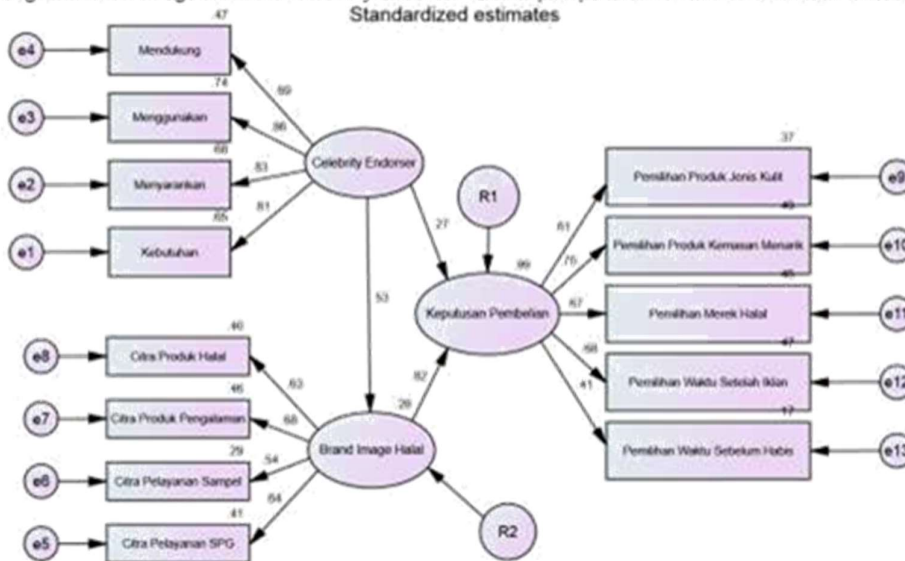 Standardized estimates
.47
e4
Mendukung
.69
.74
e3
Menggunakan
.86
.68
e2
Menyarankan
.83
.65
e1
Kebutuhan
.81
Celebrity Endorser
.27
.53
R1
.99
Keputusan Pembelian
.82
.28
Brand Image Halal
R2
.40
e8
Citra Produk Halal
.63
.46
e7
Citra Produk Pengalaman
.68
.29
e6
Citra Pelayanan Sampel
.54
.41
e5
Citra Pelayanan SPG
.64
.37
Pemilihan Produk Jenis Kulit
e9
.61
Pemilihan Produk Kemasan Menarik
e10
.67
Pemilihan Merek Halal
e11
.47
.68
Pemilihan Waktu Setelah Iklan
e12
.41
.17
Pemilihan Waktu Sebelum Habis
e13